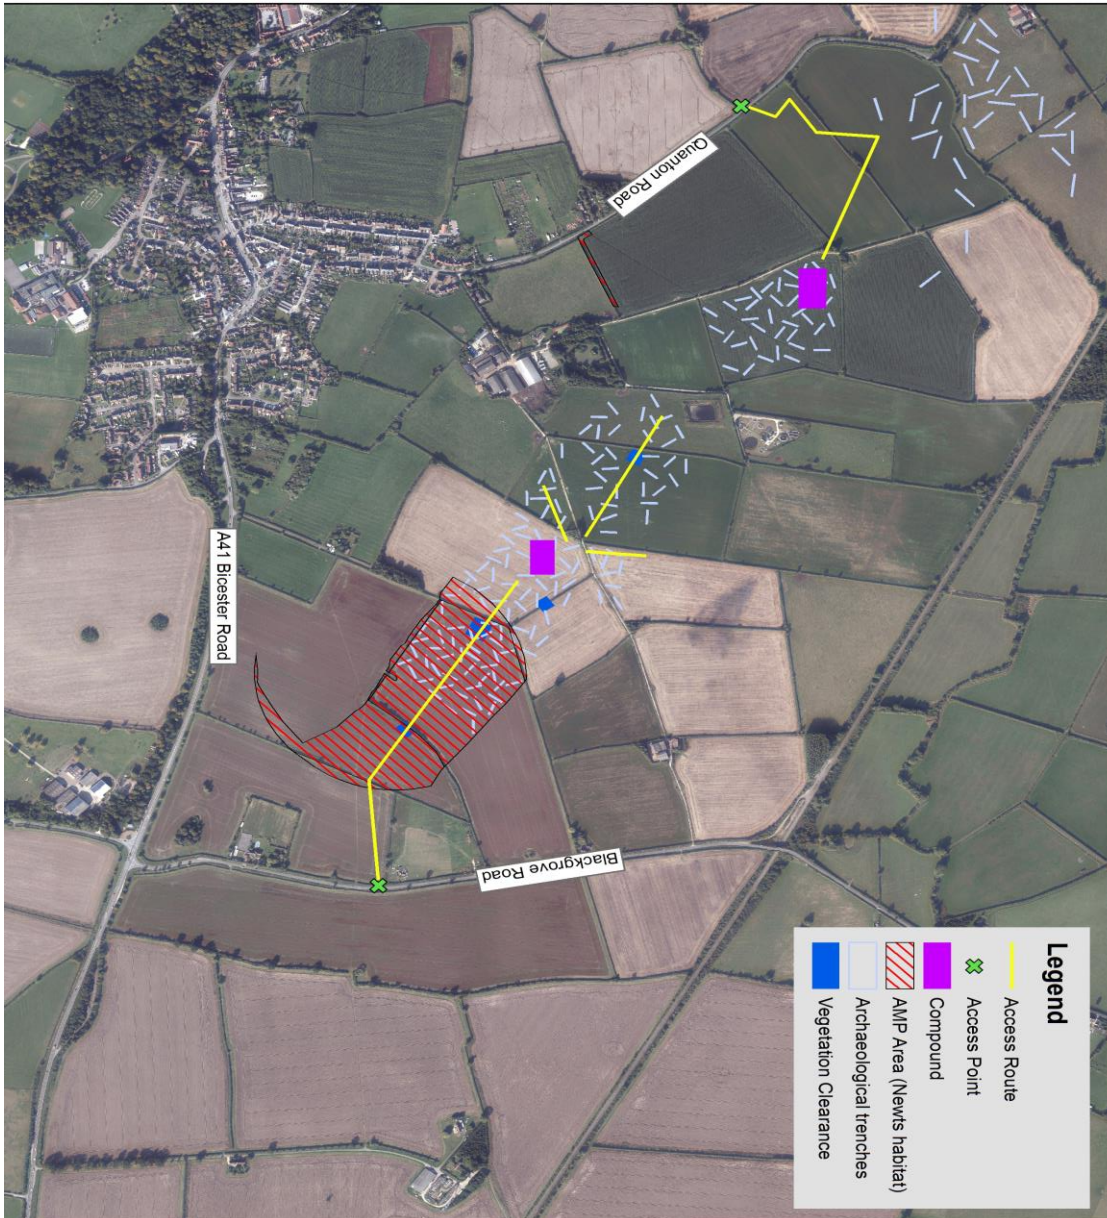 Quanton Road
A41 Bicester Road
Blackgrove Road
Legend
Access Route
Access Point
Compound
AMP Area (Newts habitat)
Archaeological trenches
Vegetation Clearance